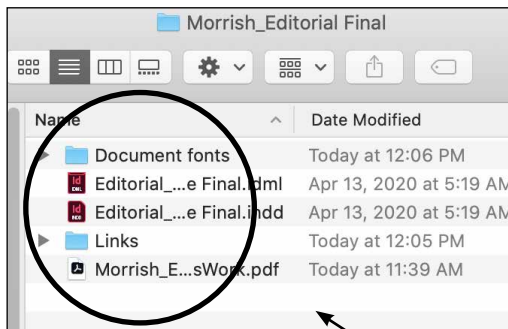 Morrish_Editorial Final
Name Date Modified
Document fonts Today at 12:06 PM
Editorial_...e Final.idml Apr 13, 2020 at 5:19 AM
Editorial_...e Final.indd Apr 13, 2020 at 5:19 AM
Links Today at 12:05 PM
Morrish_E...sWork.pdf Today at 11:39 AM